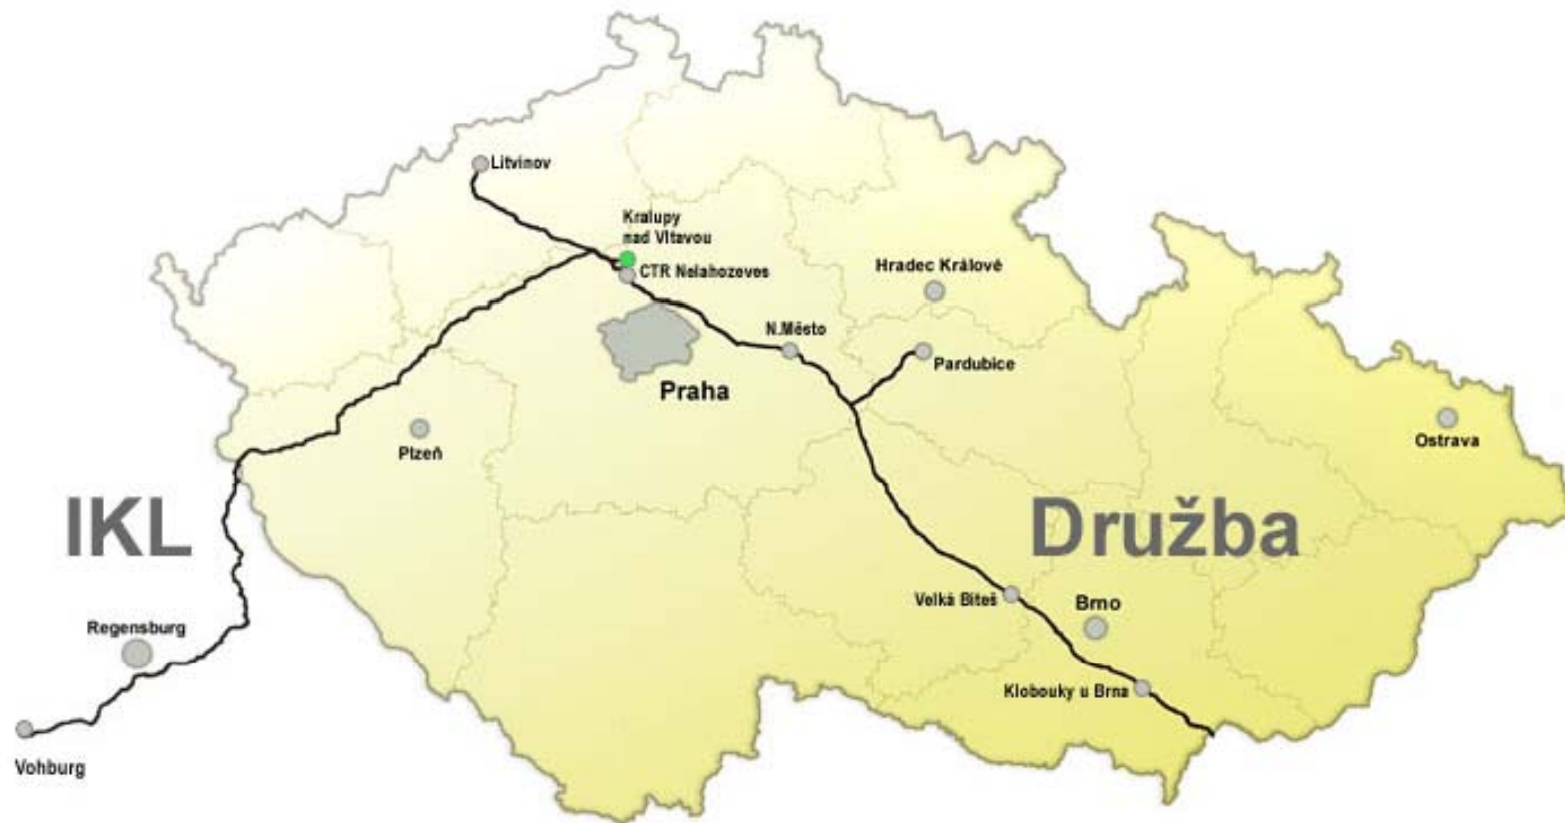 Litvinov
Kralupy
nad Vltavou
CTR Nelahozeves
Hradec Králové
N.Město
Pardubice
Praha
Plzeň
Ostrava
IKL
Družba
Velká Biteš
Brno
Regensburg
Klobouky u Brna
Vohburg